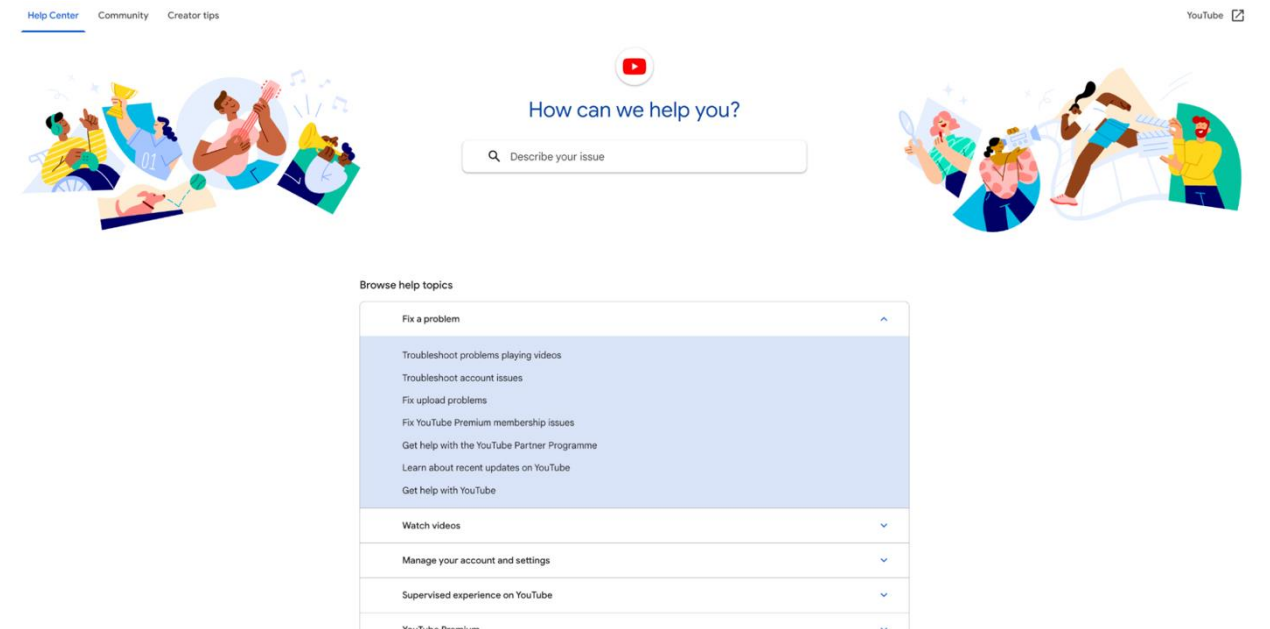 Help Center Community Creator tips YouTube
How can we help you?
Describe your issue
01
Browse help topics
Fix a problem
Troubleshoot problems playing videos
Troubleshoot account issues
Fix upload problems
Fix YouTube Premium membership issues
Get help with the YouTube Partner Programme
Learn about recent updates on YouTube
Get help with YouTube
Watch videos
Manage your account and settings
Supervised experience on YouTube
YouTube Premium